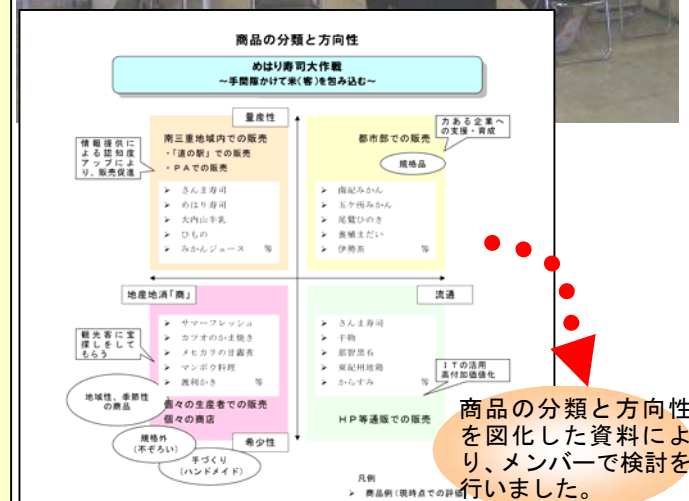 商品の分類と方向性
めはり寿司大作戦
～手間隙かけて米(客)を包み込む～
量産性
力ある企業へ
の支援・育成
情報提供に
よる認知度
アップによ
り、販売促進
南三重地域内での販売
・「道の駅」での販売
・PAでの販売
都市部での販売
規格品
➢ さんま寿司
➢ めはり寿司
➢ 大内山牛乳
➢ ひもの
➢ みかんジュース 等
➢ 南紀みかん
➢ 五ケ所みかん
➢ 尾鷲ひのき
➢ 養殖まだい
➢ 伊勢茶 等
地産地消「商」
流通
観光客に宝
探しをして
もらう
➢ サマーフレッシュ
➢ カツオのかま焼き
➢ メヒカリの甘露煮
➢ マンボウ料理
➢ 渡利かき 等
➢ さんま寿司
➢ 干物
➢ 那智黒石
➢ 東紀州地鶏
➢ からすみ 等
ITの活用
高付加価値化
地域性、季節性
の商品
個々の生産者での販売
個々の商店
HP等通販での販売
規格外
(不ぞろい)
希少性
手づくり
(ハンドメイド)
凡例
➢ 商品例(現時点での評価
商品の分類と方向性
を図化した資料によ
り、メンバーで検討を
行いました。